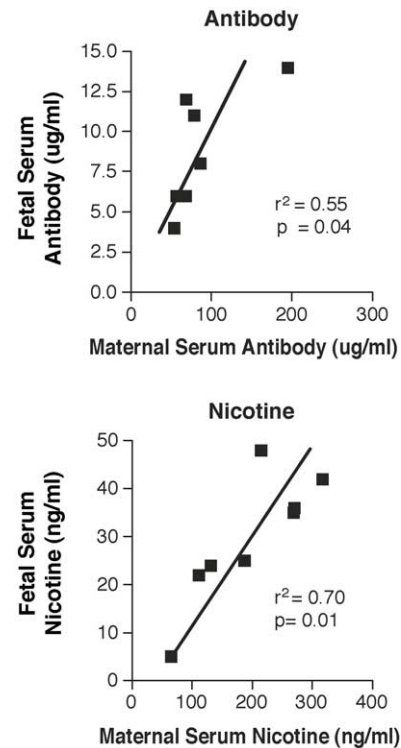 Antibody
15.0
12.5
10.0
7.5
5.0
2.5
0.0
Fetal Serum
Antibody (ug/ml)
r² = 0.55
p = 0.04
0 100 200 300
Maternal Serum Antibody (ug/ml)
Nicotine
50
40
30
20
10
0
Fetal Serum
Nicotine (ng/ml)
r² = 0.70
p= 0.01
0 100 200 300 400
Maternal Serum Nicotine (ng/ml)